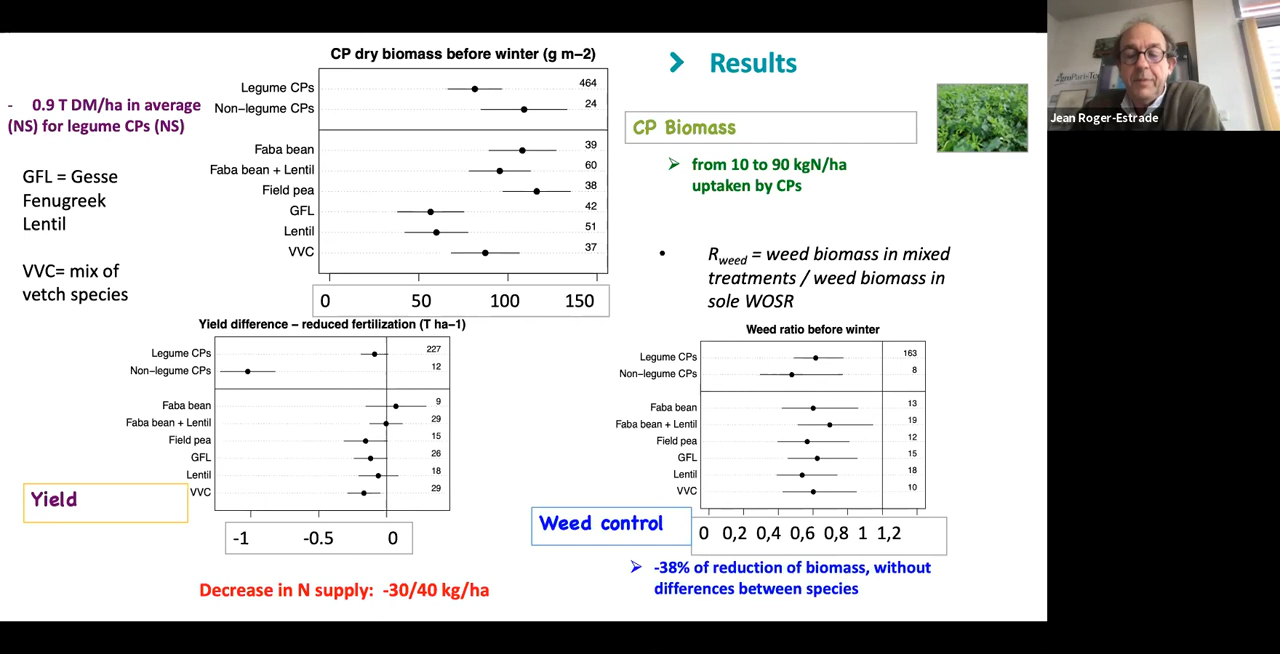 CP dry biomass before winter (g m−2)
Results
Legume CPs 464
Non−legume CPs 24
Faba bean 39
Faba bean + Lentil 60
Field pea 38
GFL 42
Lentil 51
VVC 37
0 50 100 150
- 0.9 T DM/ha in average
(NS) for legume CPs (NS)
GFL = Gesse
Fenugreek
Lentil
VVC= mix of
vetch species
CP Biomass
from 10 to 90 kgN/ha
uptaken by CPs
• Rweed = weed biomass in mixed
treatments / weed biomass in
sole WOSR
Yield difference − reduced fertilization (T ha−1)
Legume CPs 227
Non−legume CPs 12
Faba bean 9
Faba bean + Lentil 29
Field pea 15
GFL 26
Lentil 18
VVC 29
-1 -0.5 0
Yield
Decrease in N supply: -30/40 kg/ha
Weed ratio before winter
Legume CPs 163
Non−legume CPs 8
Faba bean 13
Faba bean + Lentil 19
Field pea 12
GFL 15
Lentil 18
VVC 10
0 0,2 0,4 0,6 0,8 1 1,2
Weed control
-38% of reduction of biomass, without
differences between species
Jean Roger-Estrade